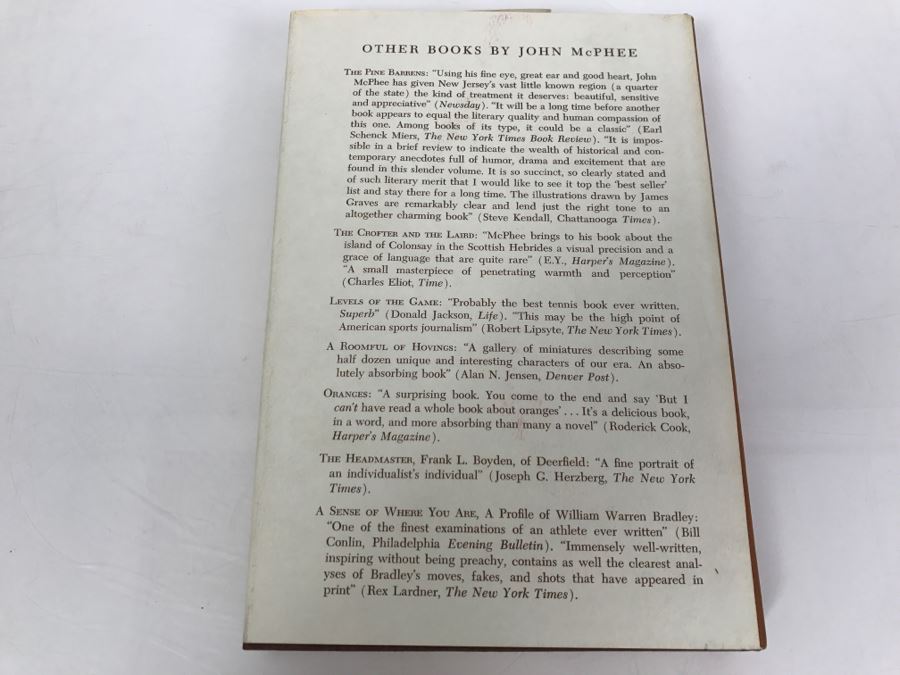 OTHER BOOKS BY JOHN McPHEE
THE PINE BARRENS: "Using his fine eye, great ear and good heart, John
McPhee has given New Jersey's vast little known region (a quarter
of the state) the kind of treatment it deserves: beautiful, sensitive
and appreciative" (Newsday). "It will be a long time before another
book appears to equal the literary quality and human compassion of
this one. Among books of its type, it could be a classic" (Earl
Schenck Miers, The New York Times Book Review). "It is impos-
sible in a brief review to indicate the wealth of historical and con-
temporary anecdotes full of humor, drama and excitement that are
found in this slender volume. It is so succinct, so clearly stated and
of such literary merit that I would like to see it top the 'best seller'
list and stay there for a long time. The illustrations drawn by James
Graves are remarkably clear and lend just the right tone to an
altogether charming book" (Steve Kendall, Chattanooga Times).
THE CROFTER AND THE LAIRD: "McPhee brings to his book about the
island of Colonsay in the Scottish Hebrides a visual precision and a
grace of language that are quite rare" (E.Y., Harper's Magazine).
"A small masterpiece of penetrating warmth and perception"
(Charles Eliot, Time).
LEVELS OF THE GAME: "Probably the best tennis book ever written.
Superb" (Donald Jackson, Life). "This may be the high point of
American sports journalism" (Robert Lipsyte, The New York Times).
A ROOMFUL OF HOVINGS: "A gallery of miniatures describing some
half dozen unique and interesting characters of our era. An abso-
lutely absorbing book" (Alan N. Jensen, Denver Post).
ORANGES: "A surprising book. You come to the end and say 'But I
can't have read a whole book about oranges' . . . It's a delicious book,
in a word, and more absorbing than many a novel" (Roderick Cook,
Harper's Magazine).
THE HEADMASTER, Frank L. Boyden, of Deerfield: "A fine portrait of
an individualist's individual" (Joseph G. Herzberg, The New York
Times).
A SENSE OF WHERE YOU ARE, A Profile of William Warren Bradley:
"One of the finest examinations of an athlete ever written" (Bill
Conlin, Philadelphia Evening Bulletin). "Immensely well-written,
inspiring without being preachy, contains as well the clearest anal-
yses of Bradley's moves, fakes, and shots that have appeared in
print" (Rex Lardner, The New York Times).